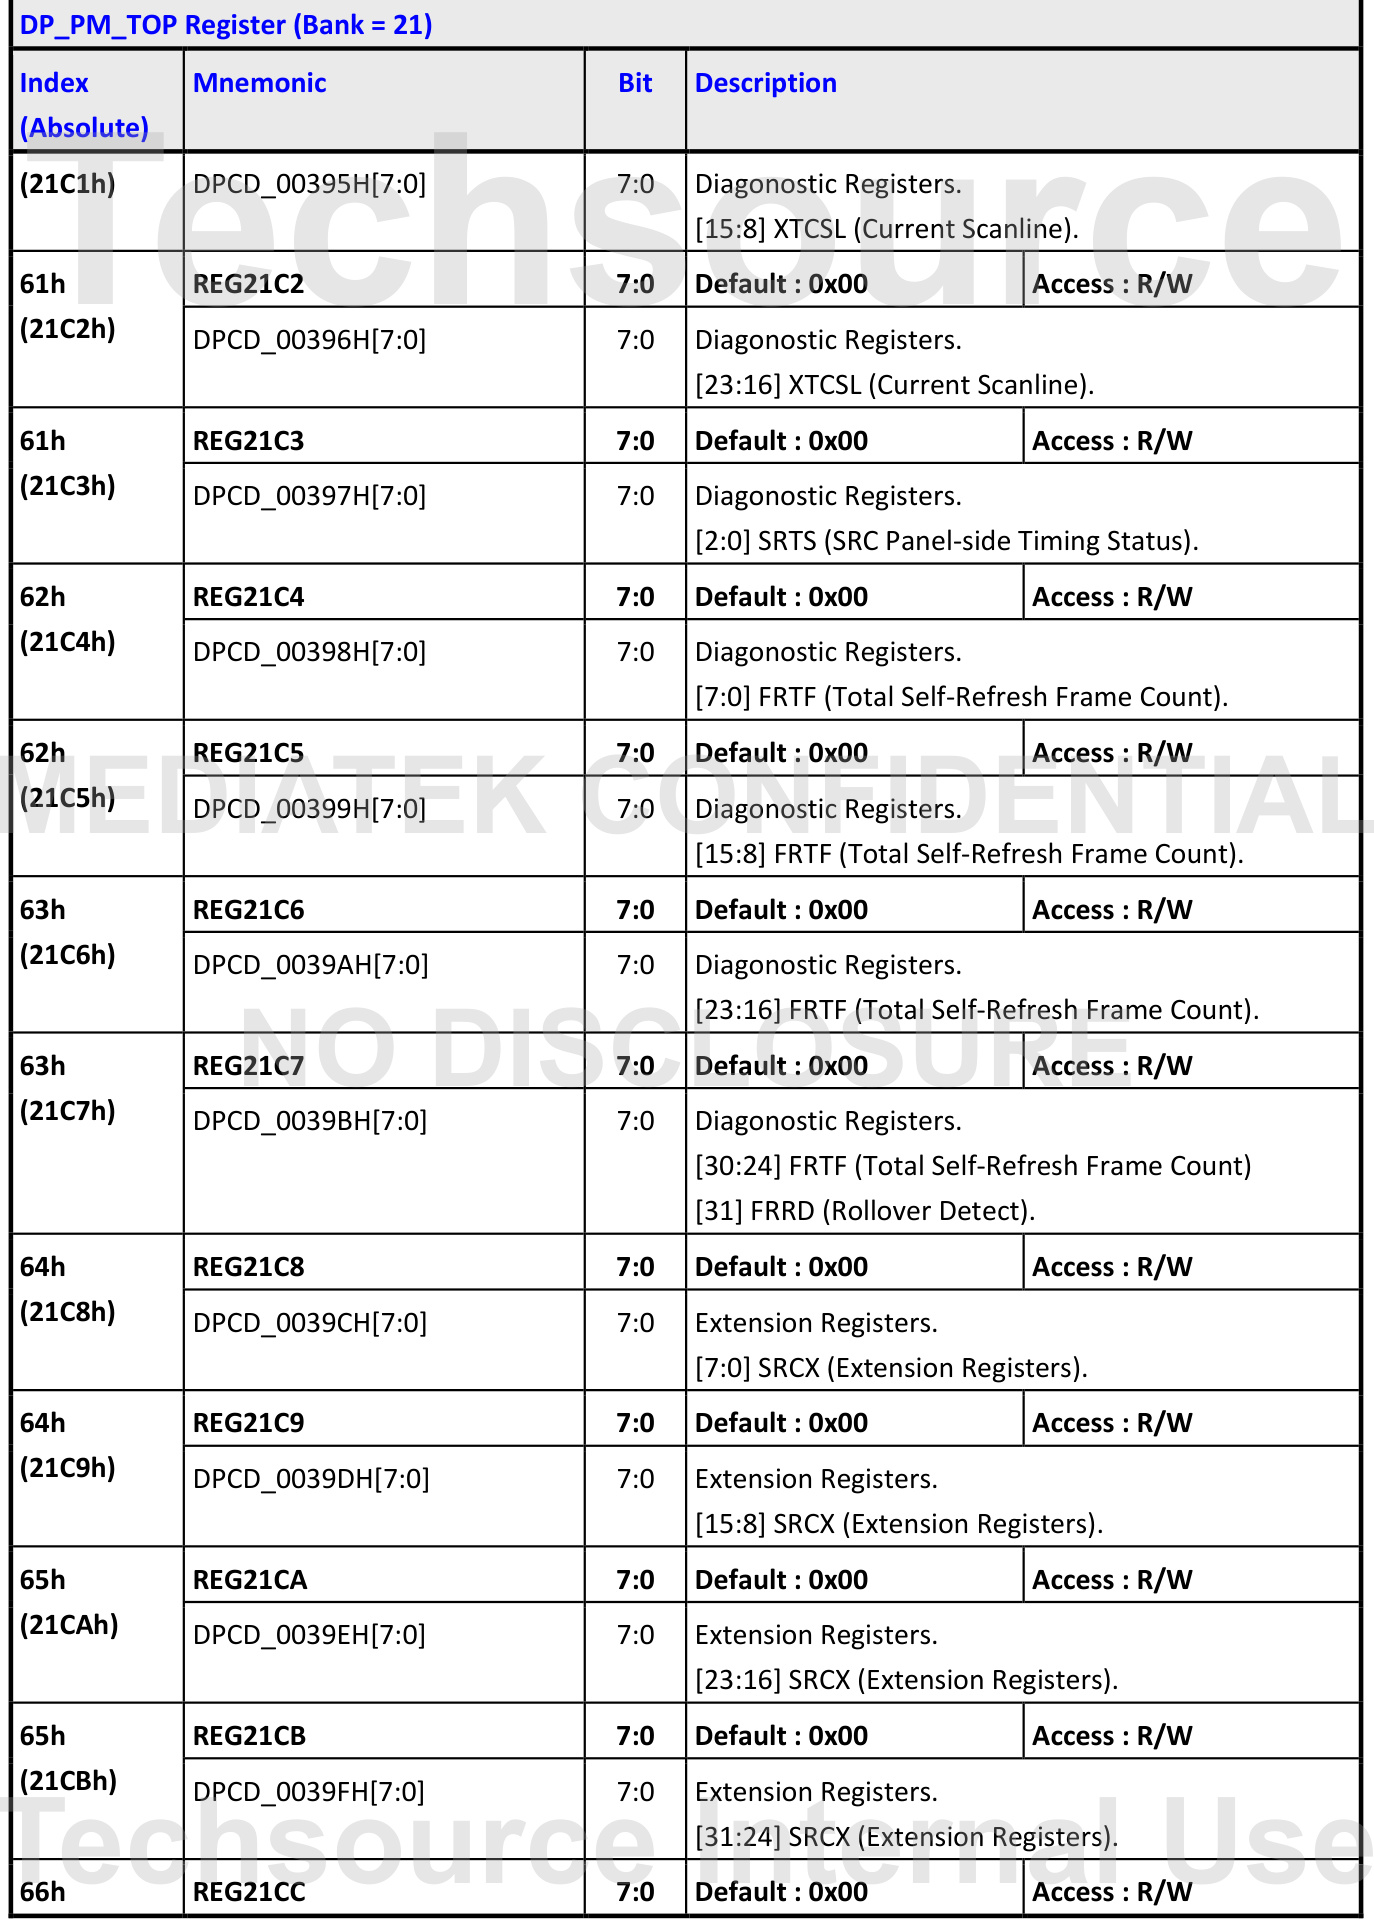 DP_PM_TOP Register (Bank = 21)
Index Mnemonic Bit Description
(Absolute)
(21C1h) DPCD_00395H[7:0] 7:0 Diagonostic Registers.
[15:8] XTCSL (Current Scanline).
Techsource
61h REG21C2 7:0 Default : 0x00 Access : R/W
(21C2h)
DPCD_00396H[7:0] 7:0 Diagonostic Registers.
[23:16] XTCSL (Current Scanline).
61h REG21C3 7:0 Default : 0x00 Access : R/W
(21C3h)
DPCD_00397H[7:0] 7:0 Diagonostic Registers.
[2:0] SRTS (SRC Panel-side Timing Status).
62h REG21C4 7:0 Default : 0x00 Access : R/W
(21C4h)
DPCD_00398H[7:0] 7:0 Diagonostic Registers.
[7:0] FRTF (Total Self-Refresh Frame Count).
62h REG21C5 7:0 Default : 0x00 Access : R/W
(21C5h)
MEDIATEK CONFIDENTIAL
DPCD_00399H[7:0] 7:0 Diagonostic Registers.
[15:8] FRTF (Total Self-Refresh Frame Count).
63h REG21C6 7:0 Default : 0x00 Access : R/W
(21C6h)
DPCD_0039AH[7:0] 7:0 Diagonostic Registers.
[23:16] FRTF (Total Self-Refresh Frame Count).
NO DISCLOSURE
63h REG21C7 7:0 Default : 0x00 Access : R/W
(21C7h)
DPCD_0039BH[7:0] 7:0 Diagonostic Registers.
[30:24] FRTF (Total Self-Refresh Frame Count)
[31] FRRD (Rollover Detect).
64h REG21C8 7:0 Default : 0x00 Access : R/W
(21C8h)
DPCD_0039CH[7:0] 7:0 Extension Registers.
[7:0] SRCX (Extension Registers).
64h REG21C9 7:0 Default : 0x00 Access : R/W
(21C9h)
DPCD_0039DH[7:0] 7:0 Extension Registers.
[15:8] SRCX (Extension Registers).
65h REG21CA 7:0 Default : 0x00 Access : R/W
(21CAh)
DPCD_0039EH[7:0] 7:0 Extension Registers.
[23:16] SRCX (Extension Registers).
65h REG21CB 7:0 Default : 0x00 Access : R/W
(21CBh)
DPCD_0039FH[7:0] 7:0 Extension Registers.
[31:24] SRCX (Extension Registers).
Techsource Internal Use
66h REG21CC 7:0 Default : 0x00 Access : R/W